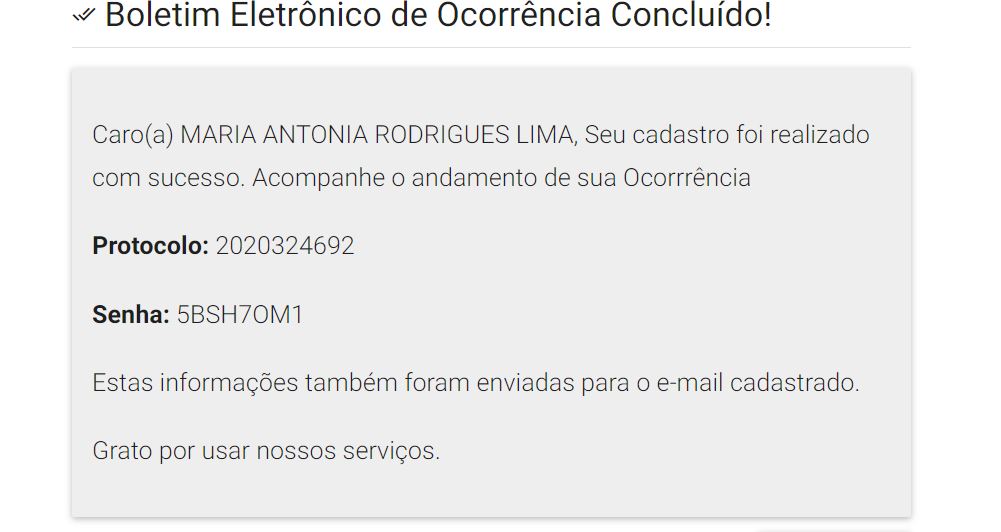 Boletim Eletrônico de Ocorrência Concluído!
Caro(a) MARIA ANTONIA RODRIGUES LIMA, Seu cadastro foi realizado
com sucesso. Acompanhe o andamento de sua Ocorrrência
Protocolo: 2020324692
Senha: 5BSH7OM1
Estas informações também foram enviadas para o e-mail cadastrado.
Grato por usar nossos serviços.